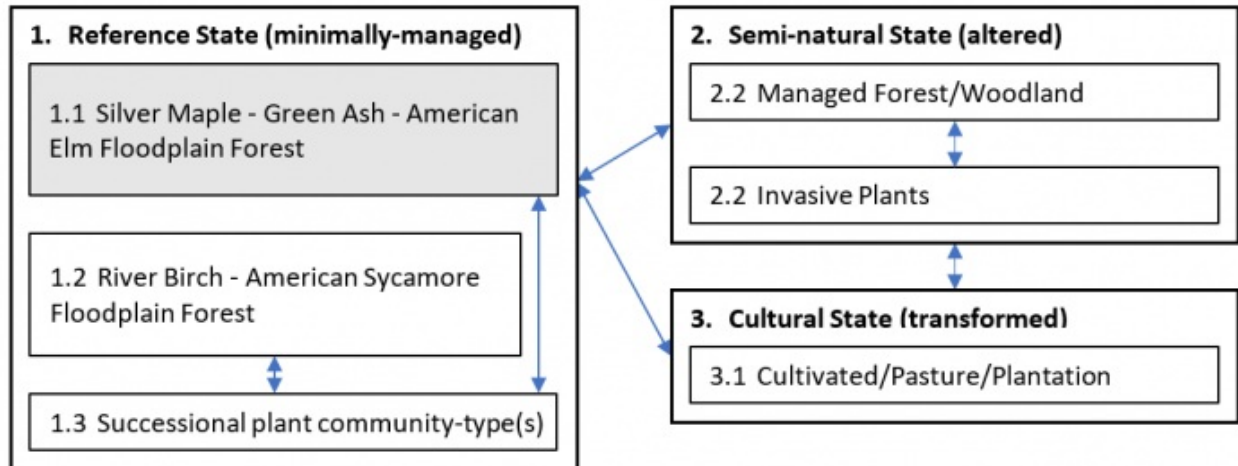 1. Reference State (minimally-managed)
1.1 Silver Maple - Green Ash - American
Elm Floodplain Forest
1.2 River Birch - American Sycamore
Floodplain Forest
1.3 Successional plant community-type(s)
2. Semi-natural State (altered)
2.2 Managed Forest/Woodland
2.2 Invasive Plants
3. Cultural State (transformed)
3.1 Cultivated/Pasture/Plantation